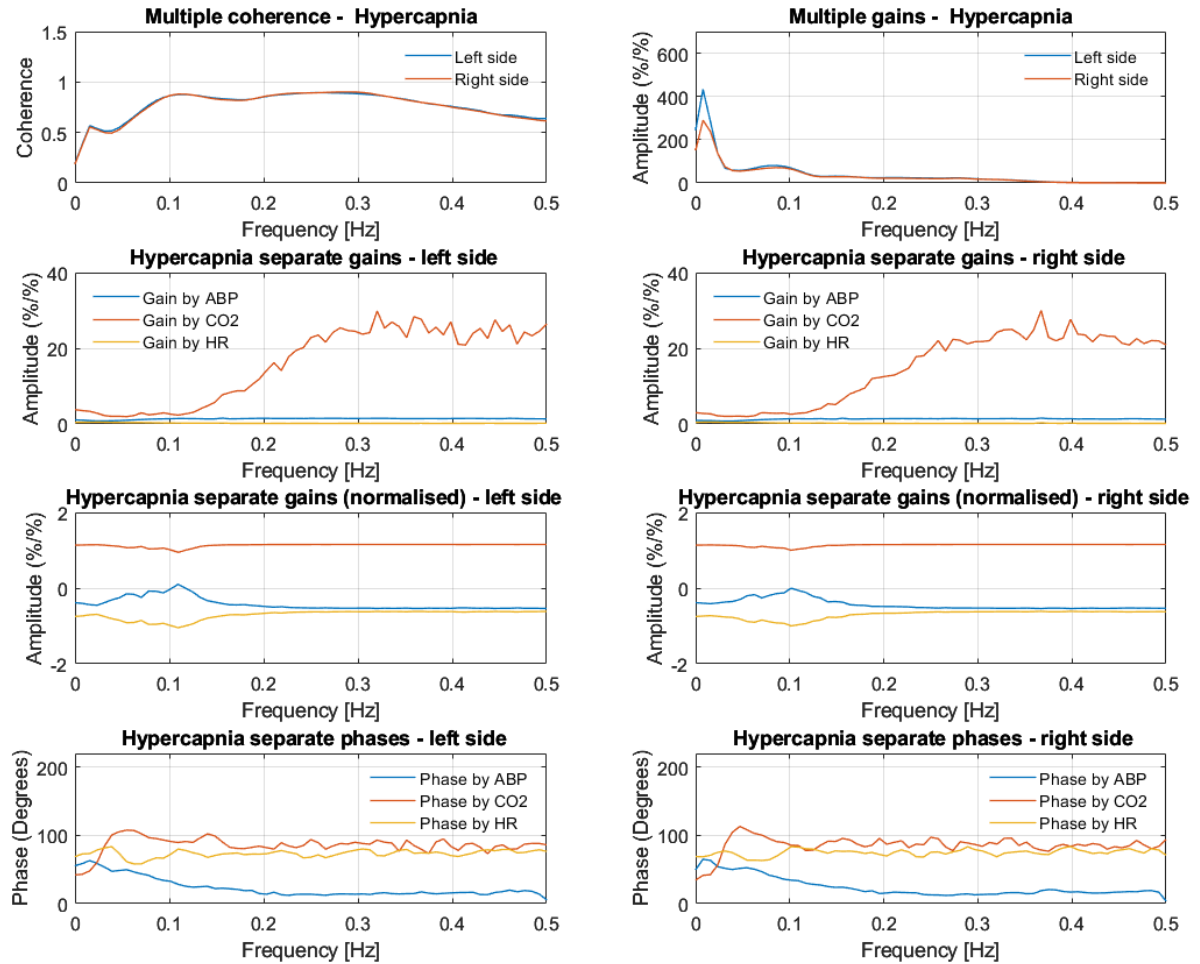 Multiple coherence - Hypercapnia
1.5
1
0.5
0
Coherence
Left side
Right side
0 0.1 0.2 0.3 0.4 0.5
Frequency [Hz]
Multiple gains - Hypercapnia
600
400
200
0
Amplitude (%/%)
Left side
Right side
0 0.1 0.2 0.3 0.4 0.5
Frequency [Hz]
Hypercapnia separate gains - left side
40
20
0
Amplitude (%/%)
Gain by ABP
Gain by CO2
Gain by HR
0 0.1 0.2 0.3 0.4 0.5
Frequency [Hz]
Hypercapnia separate gains - right side
40
20
0
Amplitude (%/%)
Gain by ABP
Gain by CO2
Gain by HR
0 0.1 0.2 0.3 0.4 0.5
Frequency [Hz]
Hypercapnia separate gains (normalised) - left side
2
0
-2
Amplitude (%/%)
0 0.1 0.2 0.3 0.4 0.5
Frequency [Hz]
Hypercapnia separate gains (normalised) - right side
2
0
-2
Amplitude (%/%)
0 0.1 0.2 0.3 0.4 0.5
Frequency [Hz]
Hypercapnia separate phases - left side
200
100
0
Phase (Degrees)
Phase by ABP
Phase by CO2
Phase by HR
0 0.1 0.2 0.3 0.4 0.5
Frequency [Hz]
Hypercapnia separate phases - right side
200
100
0
Phase (Degrees)
Phase by ABP
Phase by CO2
Phase by HR
0 0.1 0.2 0.3 0.4 0.5
Frequency [Hz]